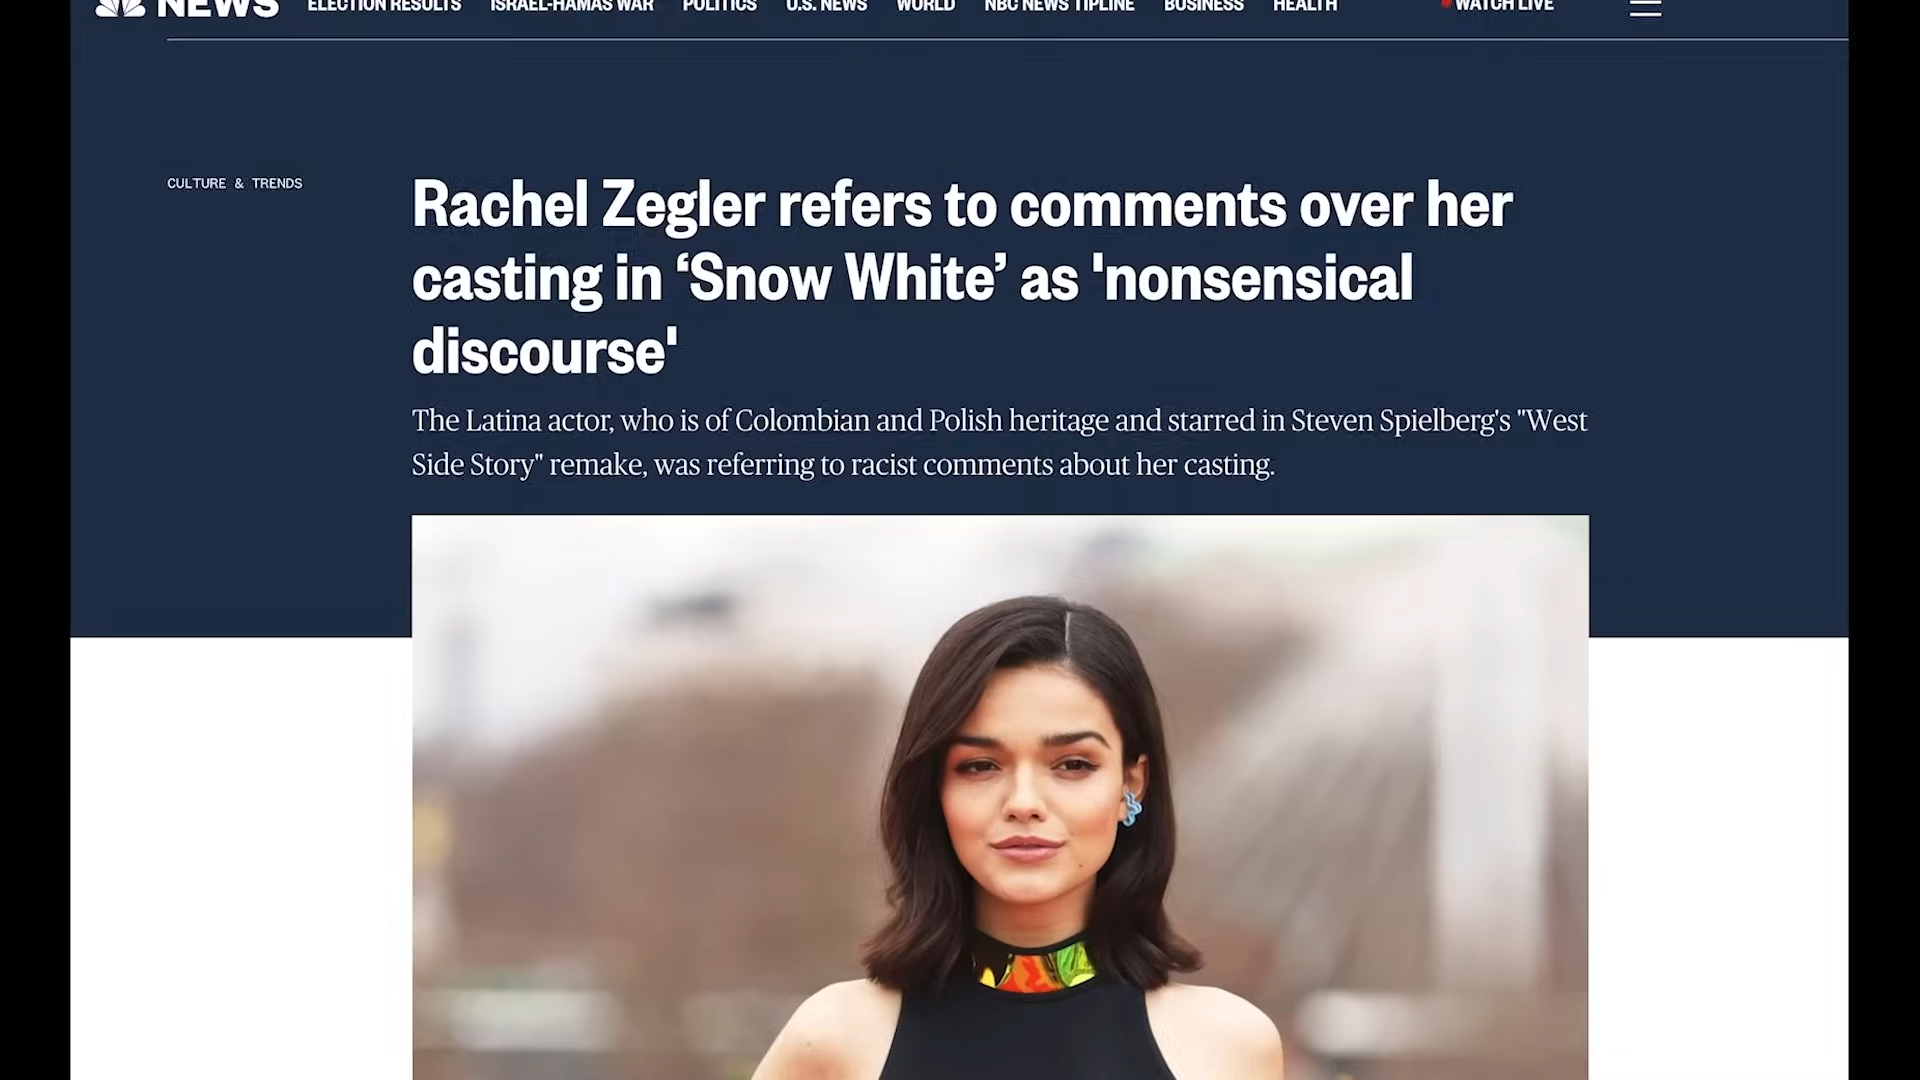 NEWS ELECTION RESULTS ISRAEL-HAMAS WAR POLITICS U.S. NEWS WORLD NBC NEWS TIPLINE BUSINESS HEALTH WATCH LIVE
CULTURE & TRENDS
Rachel Zegler refers to comments over her
casting in ‘Snow White’ as 'nonsensical
discourse'
The Latina actor, who is of Colombian and Polish heritage and starred in Steven Spielberg's "West
Side Story" remake, was referring to racist comments about her casting.